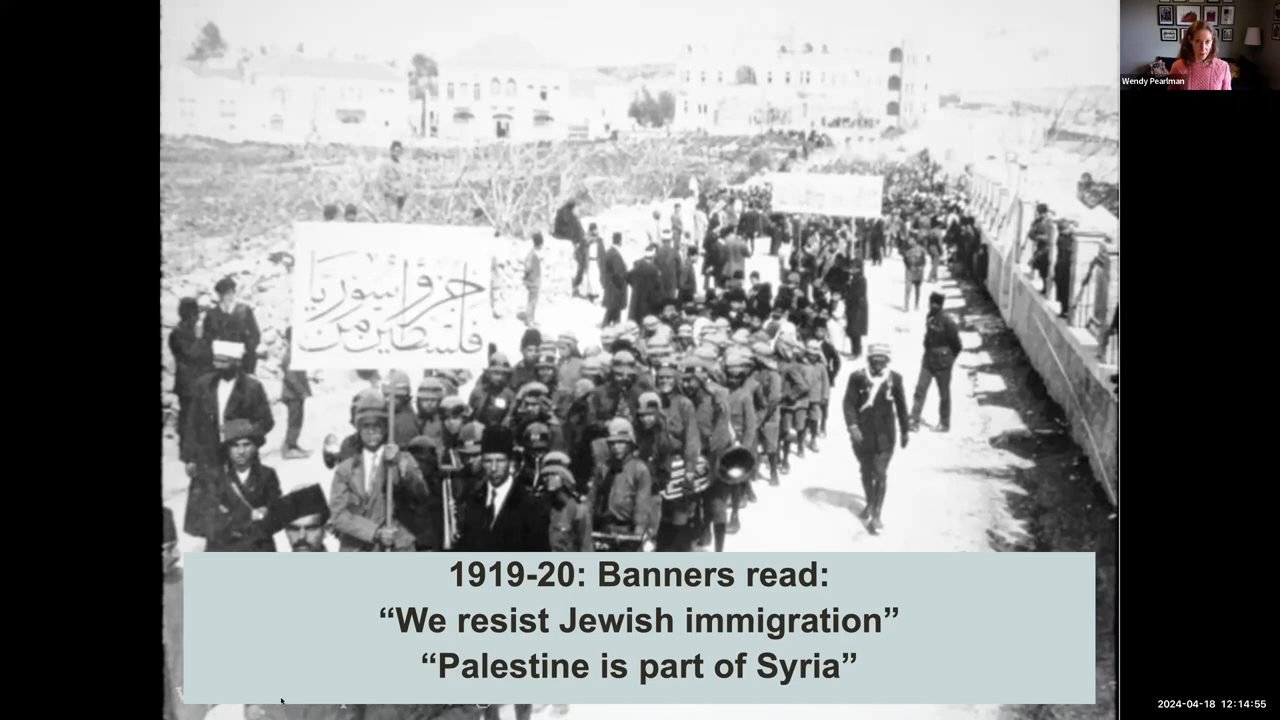 Wendy Pearlman
جزؤ سوريا
فلسطين من
1919-20: Banners read:
“We resist Jewish immigration”
“Palestine is part of Syria”
2024-04-18 12:14:55